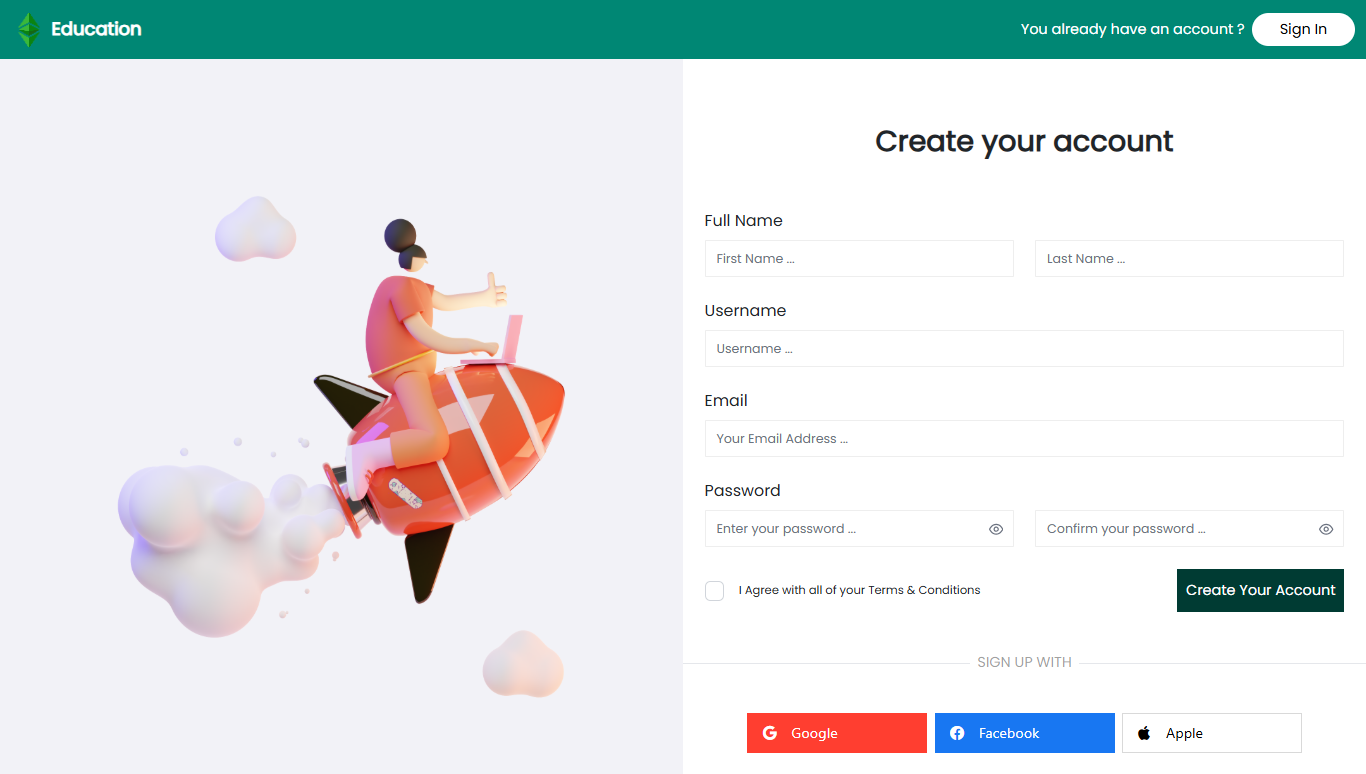 Education
You already have an account ? Sign In
Create your account
Full Name
First Name ... Last Name ...
Username
Username ...
Email
Your Email Address ...
Password
Enter your password ... Confirm your password ...
I Agree with all of your Terms & Conditions Create Your Account
SIGN UP WITH
Google Facebook Apple